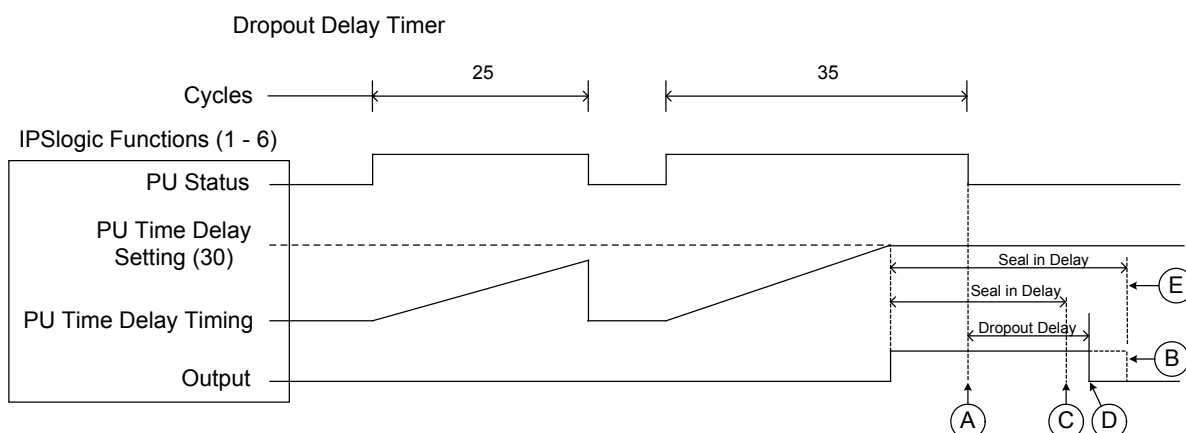 Dropout Delay Timer
25
35
Cycles
IPSlogic Functions (1 - 6)
PU Status
PU Time Delay
Setting (30)
Seal in Delay
E
Seal in Delay
PU Time Delay Timing
Dropout Delay
B
Output
A
C
D